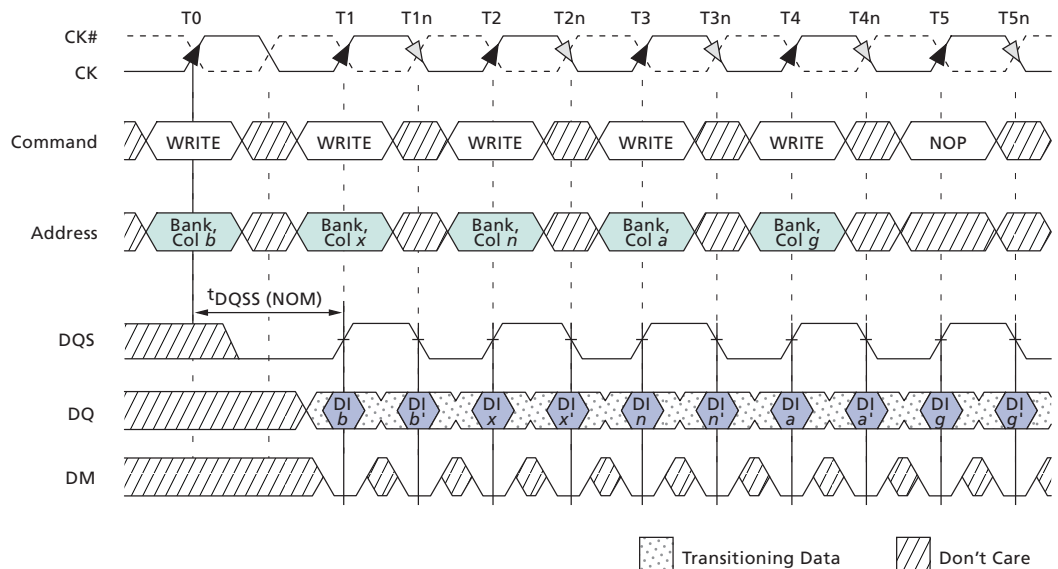 T0 T1 T1n T2 T2n T3 T3n T4 T4n T5 T5n
CK#
CK
Command WRITE WRITE WRITE WRITE WRITE NOP
Address
Bank, Col b
Bank, Col x
Bank, Col n
Bank, Col a
Bank, Col g
tDQSS (NOM)
DQS
DQ
DI b
DI b'
DI x
DI x'
DI n
DI n'
DI a
DI a'
DI g
DI g'
DM
Transitioning Data
Don't Care